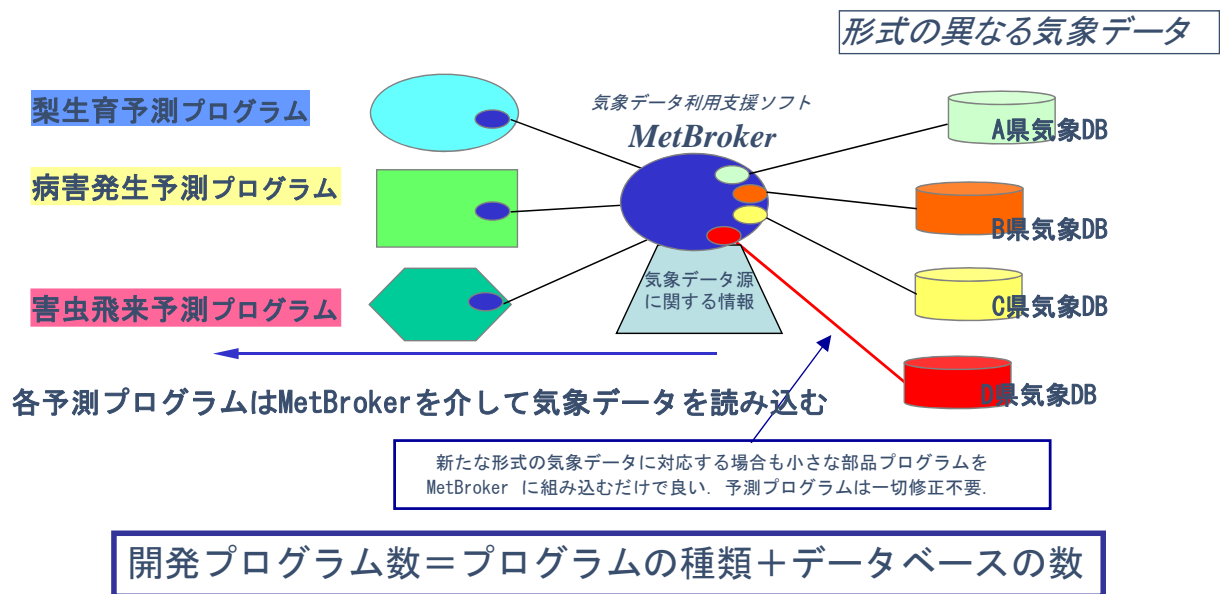 形式の異なる気象データ
梨生育予測プログラム
気象データ利用支援ソフト
MetBroker
A県気象DB
病害発生予測プログラム
B県気象DB
気象データ源
に関する情報
害虫飛来予測プログラム
C県気象DB
D県気象DB
各予測プログラムはMetBrokerを介して気象データを読み込む
新たな形式の気象データに対応する場合も小さな部品プログラムを
MetBroker に組み込むだけで良い. 予測プログラムは一切修正不要.
開発プログラム数＝プログラムの種類＋データベースの数